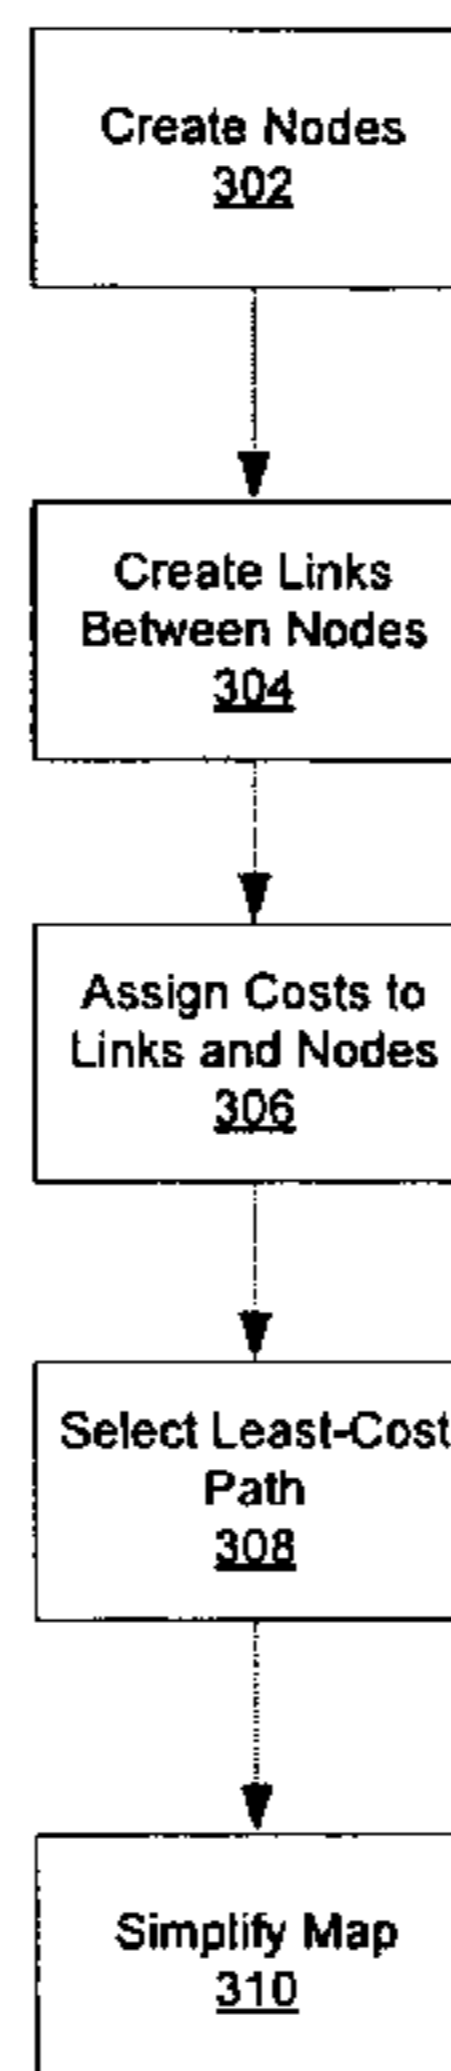 Create Nodes
302
Create Links
Between Nodes
304
Assign Costs to
Links and Nodes
306
Select Least-Cost
Path
308
Simplify Map
310